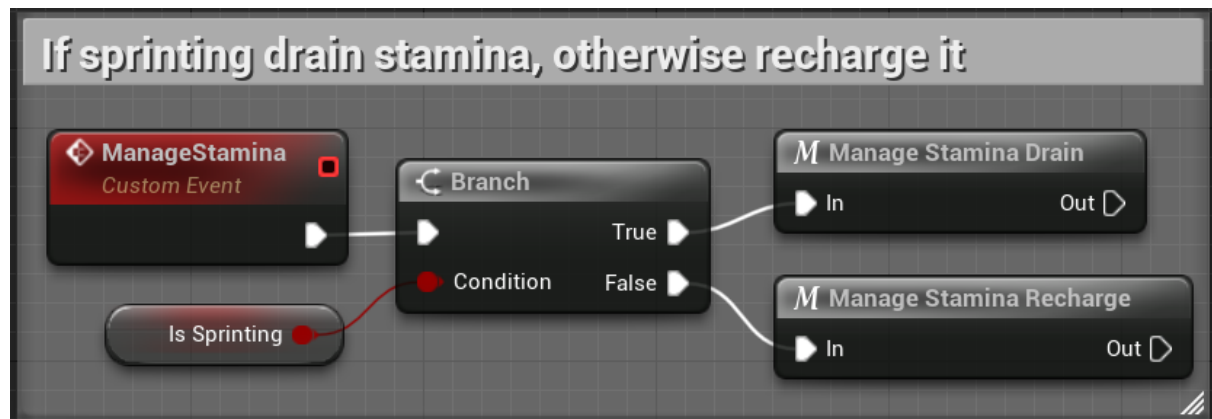 If sprinting drain stamina, otherwise recharge it
ManageStamina
Custom Event
Is Sprinting
Branch
True
Condition
False
M Manage Stamina Drain
In
Out
M Manage Stamina Recharge
In
Out